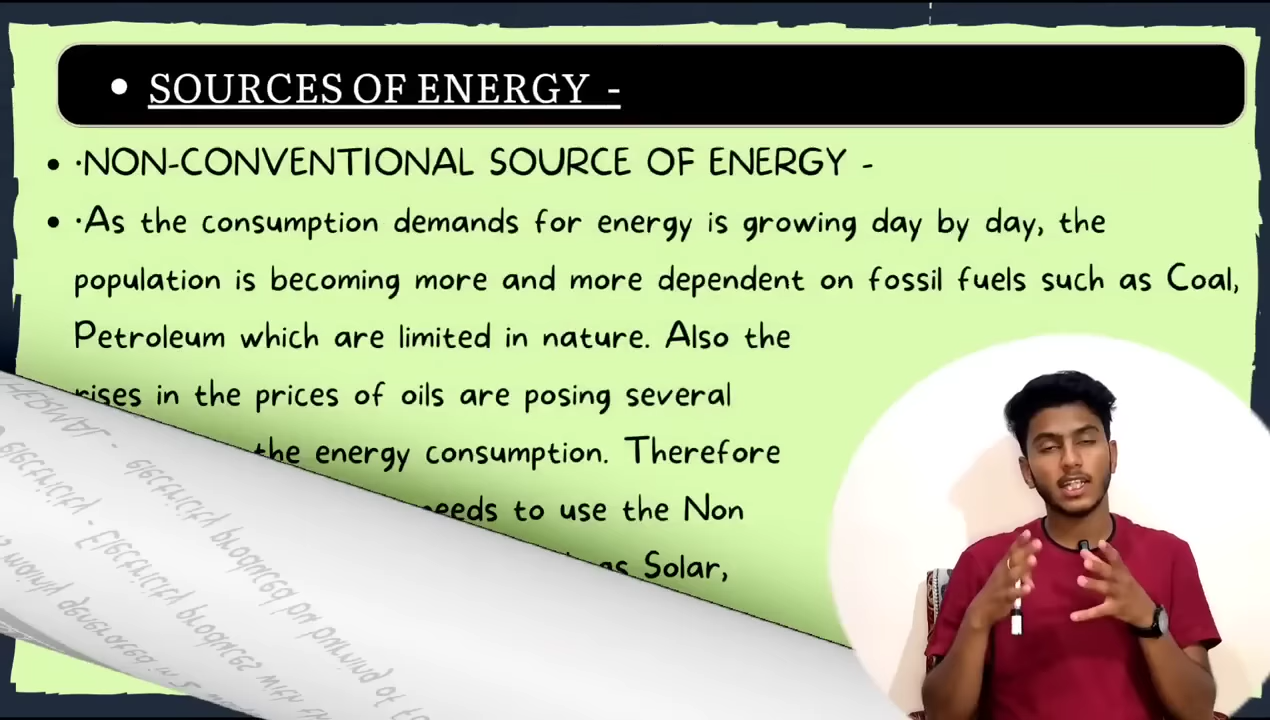 • SOURCES OF ENERGY -
• ·NON-CONVENTIONAL SOURCE OF ENERGY -
• ·As the consumption demands for energy is growing day by day, the
population is becoming more and more dependent on fossil fuels such as Coal,
Petroleum which are limited in nature. Also the
rises in the prices of oils are posing several
the energy consumption. Therefore
needs to use the Non
as Solar,